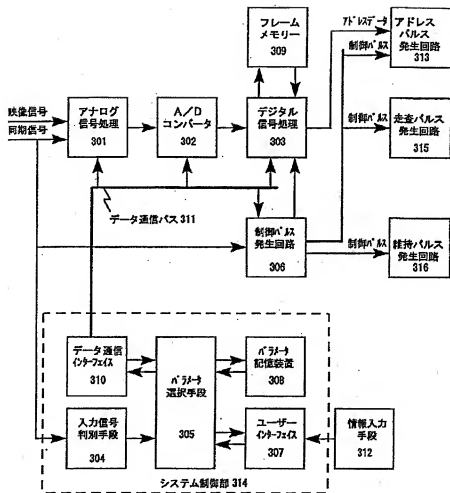 フレーム
メモリー
309
アドレスデータ
アドレス
パルス
発生回路
313
制御パルス
映像信号
同期信号
アナログ
信号処理
301
A/D
コンバータ
302
デジタル
信号処理
303
制御パルス
走査パルス
発生回路
315
データ通信バス311
制御パルス
発生回路
306
制御パルス
維持パルス
発生回路
316
データ通信
インターフェイス
310
パラメータ
選択手段
305
パラメータ
記憶装置
308
入力信号
判別手段
304
ユーザー
インターフェイス
307
情報入力
手段
312
システム制御部314